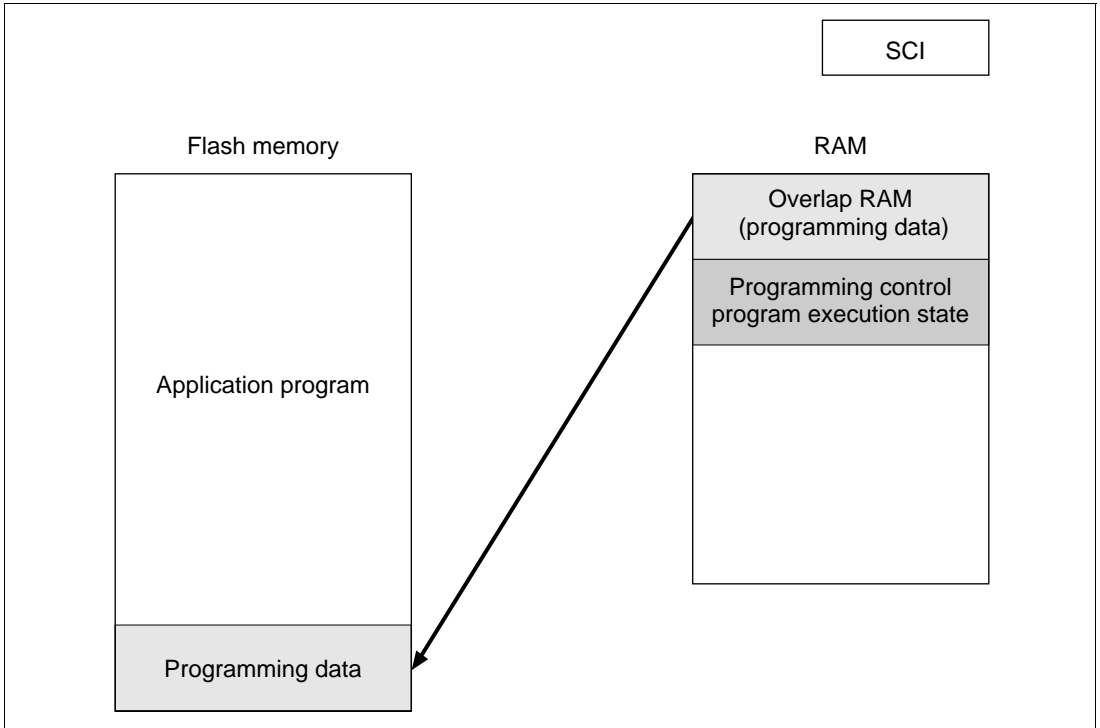 SCI
Flash memory
RAM
Overlap RAM
(programming data)
Programming control
program execution state
Application program
Programming data